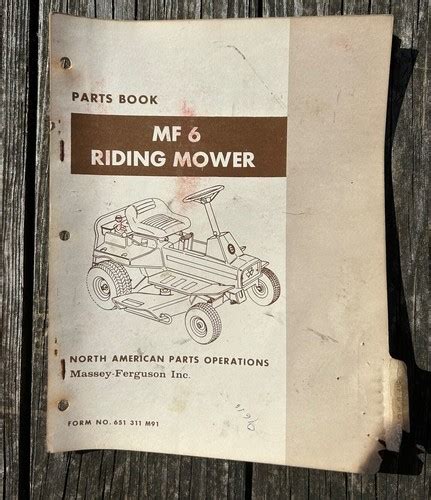 PARTS BOOK
MF 6
RIDING MOWER
NORTH AMERICAN PARTS OPERATIONS
Massey-Ferguson Inc.
FORM NO. 651 311 M91